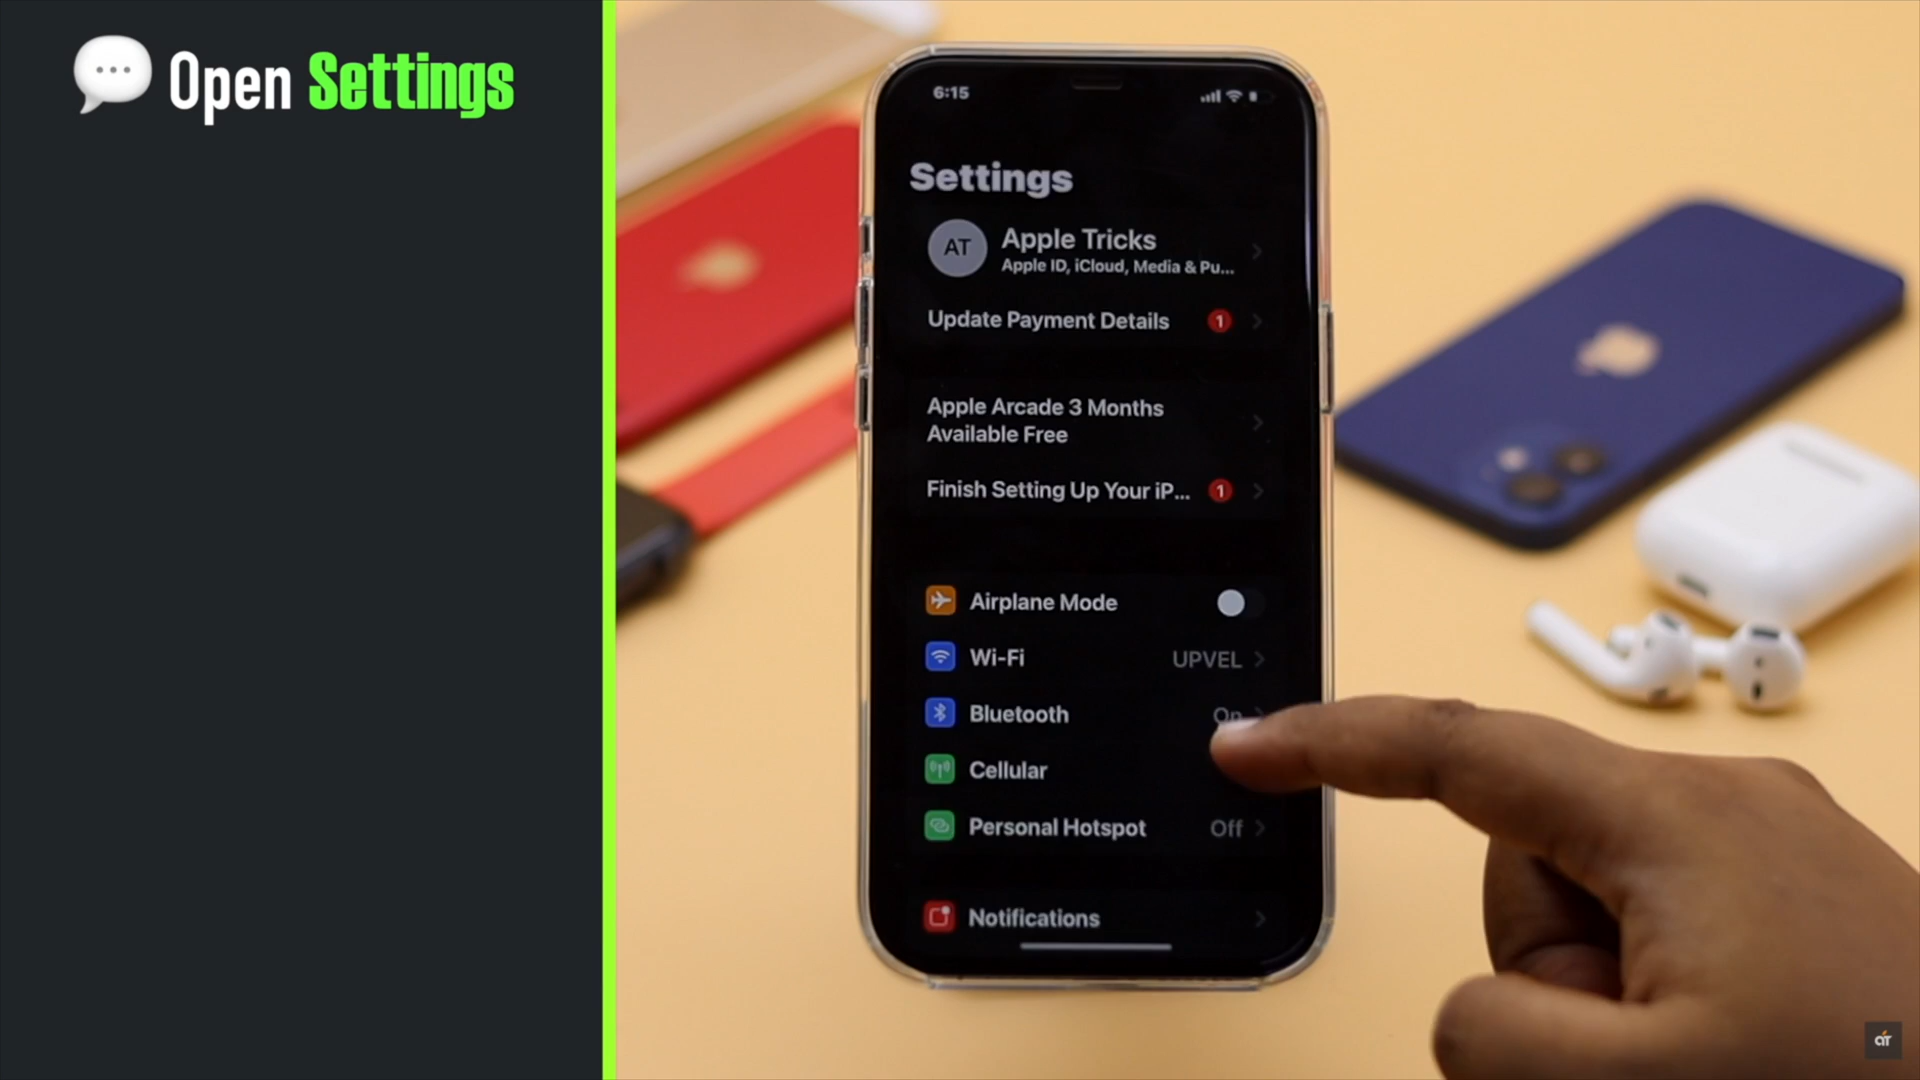 Open Settings
6:15
Settings
AT
Apple Tricks
Apple ID, iCloud, Media & Pu...
Update Payment Details 1
Apple Arcade 3 Months
Available Free
Finish Setting Up Your iP... 1
Airplane Mode
Wi-Fi UPVEL
Bluetooth On
Cellular
Personal Hotspot Off
Notifications